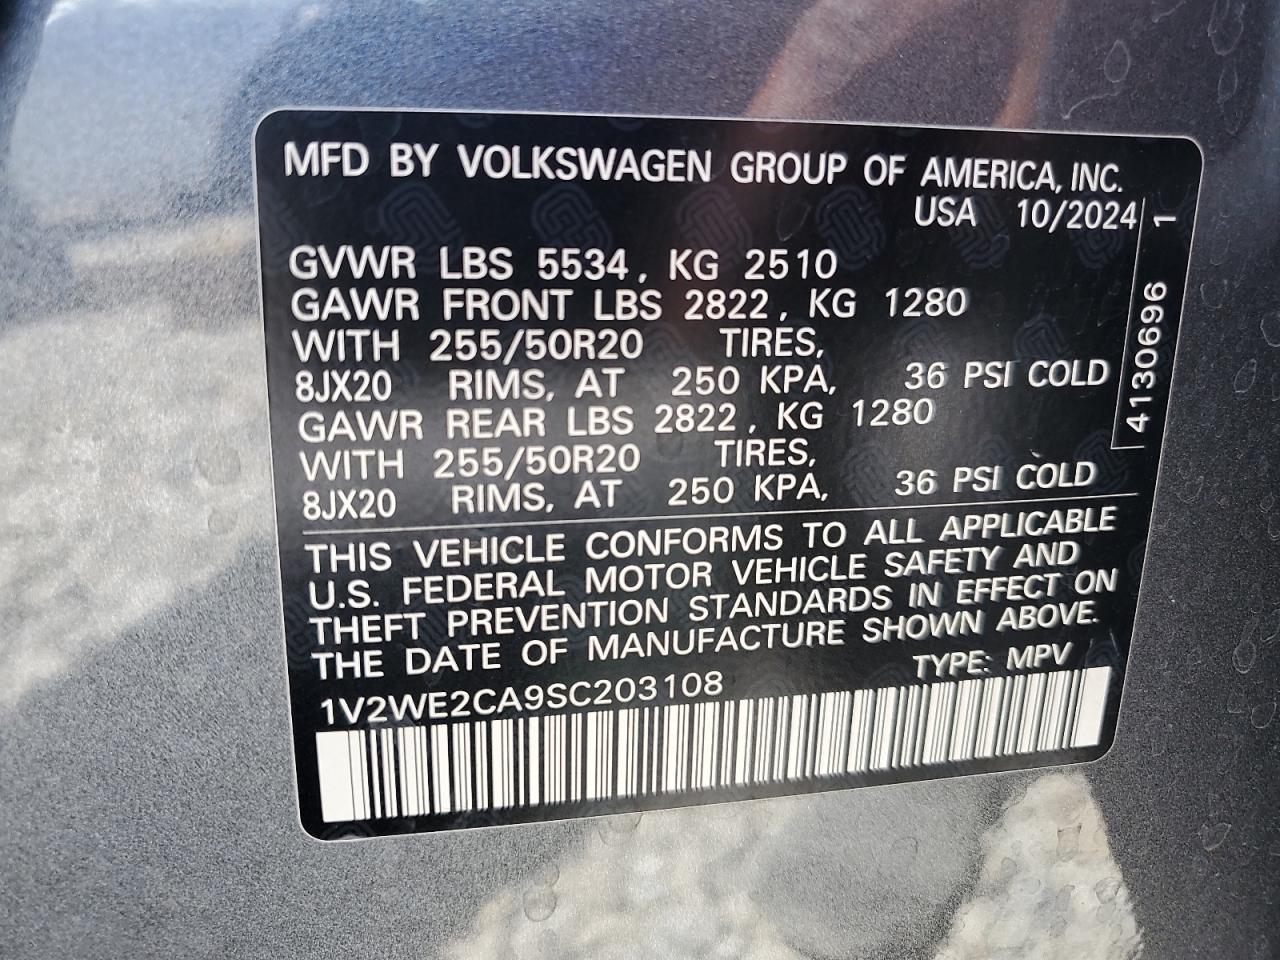 MFD BY VOLKSWAGEN GROUP OF AMERICA, INC.
USA 10/2024
GVWR LBS 5534, KG 2510
GAWR FRONT LBS 2822, KG 1280
WITH 255/50R20 TIRES,
8JX20 RIMS, AT 250 KPA, 36 PSI COLD
GAWR REAR LBS 2822, KG 1280
WITH 255/50R20 TIRES,
8JX20 RIMS, AT 250 KPA, 36 PSI COLD
THIS VEHICLE CONFORMS TO ALL APPLICABLE
U.S. FEDERAL MOTOR VEHICLE SAFETY AND
THEFT PREVENTION STANDARDS IN EFFECT ON
THE DATE OF MANUFACTURE SHOWN ABOVE.
TYPE: MPV
1V2WE2CA9SC203108
4130696 1